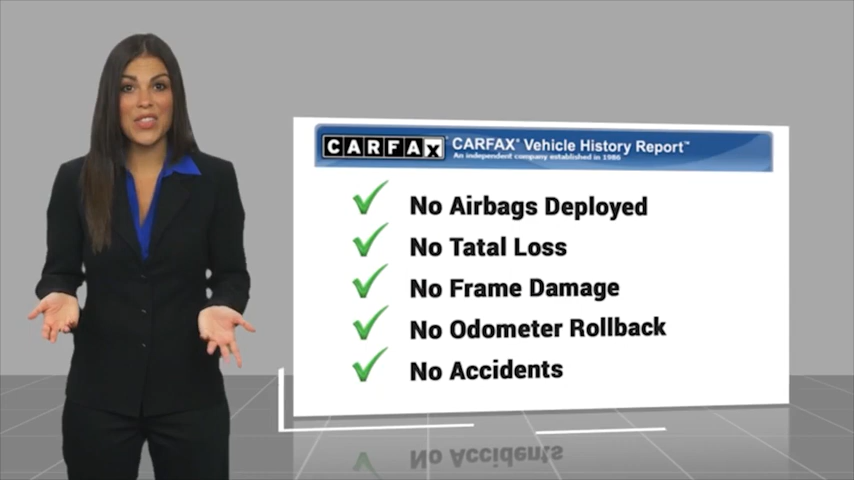 CARFAX CARFAX® Vehicle History Report™
An independent company established in 1986
No Airbags Deployed
No Tatal Loss
No Frame Damage
No Odometer Rollback
No Accidents
No Accidents